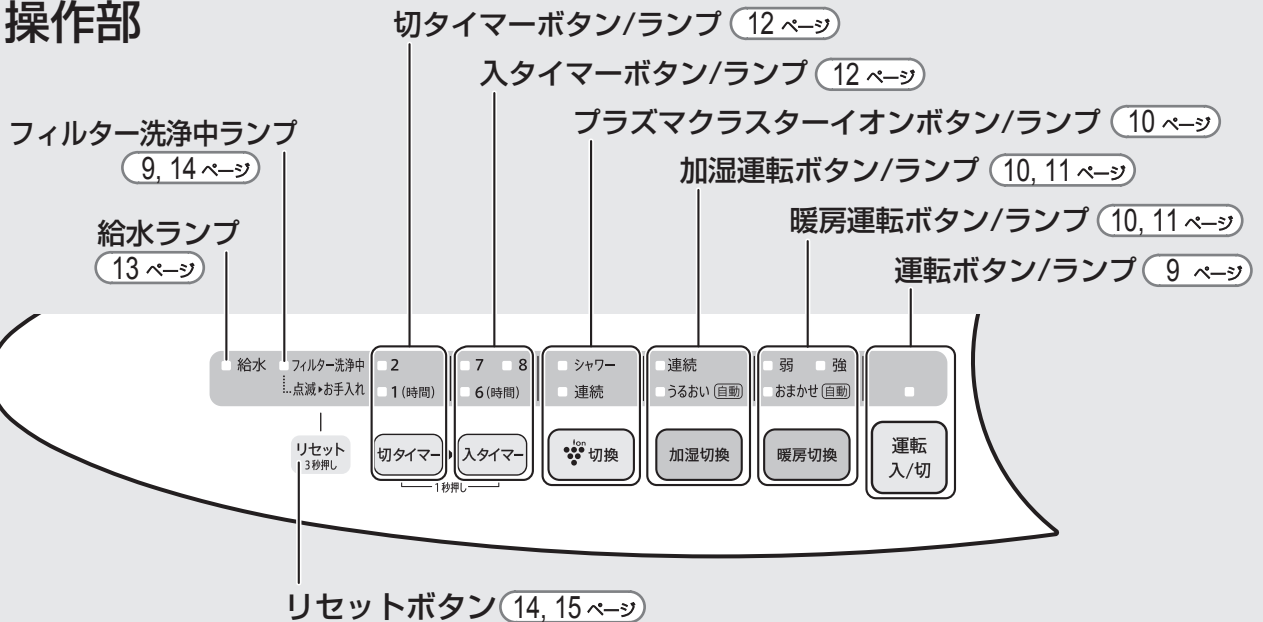 操作部
切タイマーボタン/ランプ 12 ページ
入タイマーボタン/ランプ 12 ページ
プラズマクラスターイオンボタン/ランプ 10 ページ
フィルター洗浄中ランプ
9, 14 ページ
加湿運転ボタン/ランプ 10, 11 ページ
暖房運転ボタン/ランプ 10, 11 ページ
給水ランプ
13 ページ
運転ボタン/ランプ 9 ページ
給水 フィルター洗浄中 2 7 8 シャワー 連続 弱 強
点滅▸お手入れ 1(時間) 6(時間) 連続 うるおい 自動 おまかせ 自動
リセット
3秒押し
切タイマー 入タイマー ion 切換 加湿切換 暖房切換
運転
入/切
1秒押し
リセットボタン 14, 15 ページ